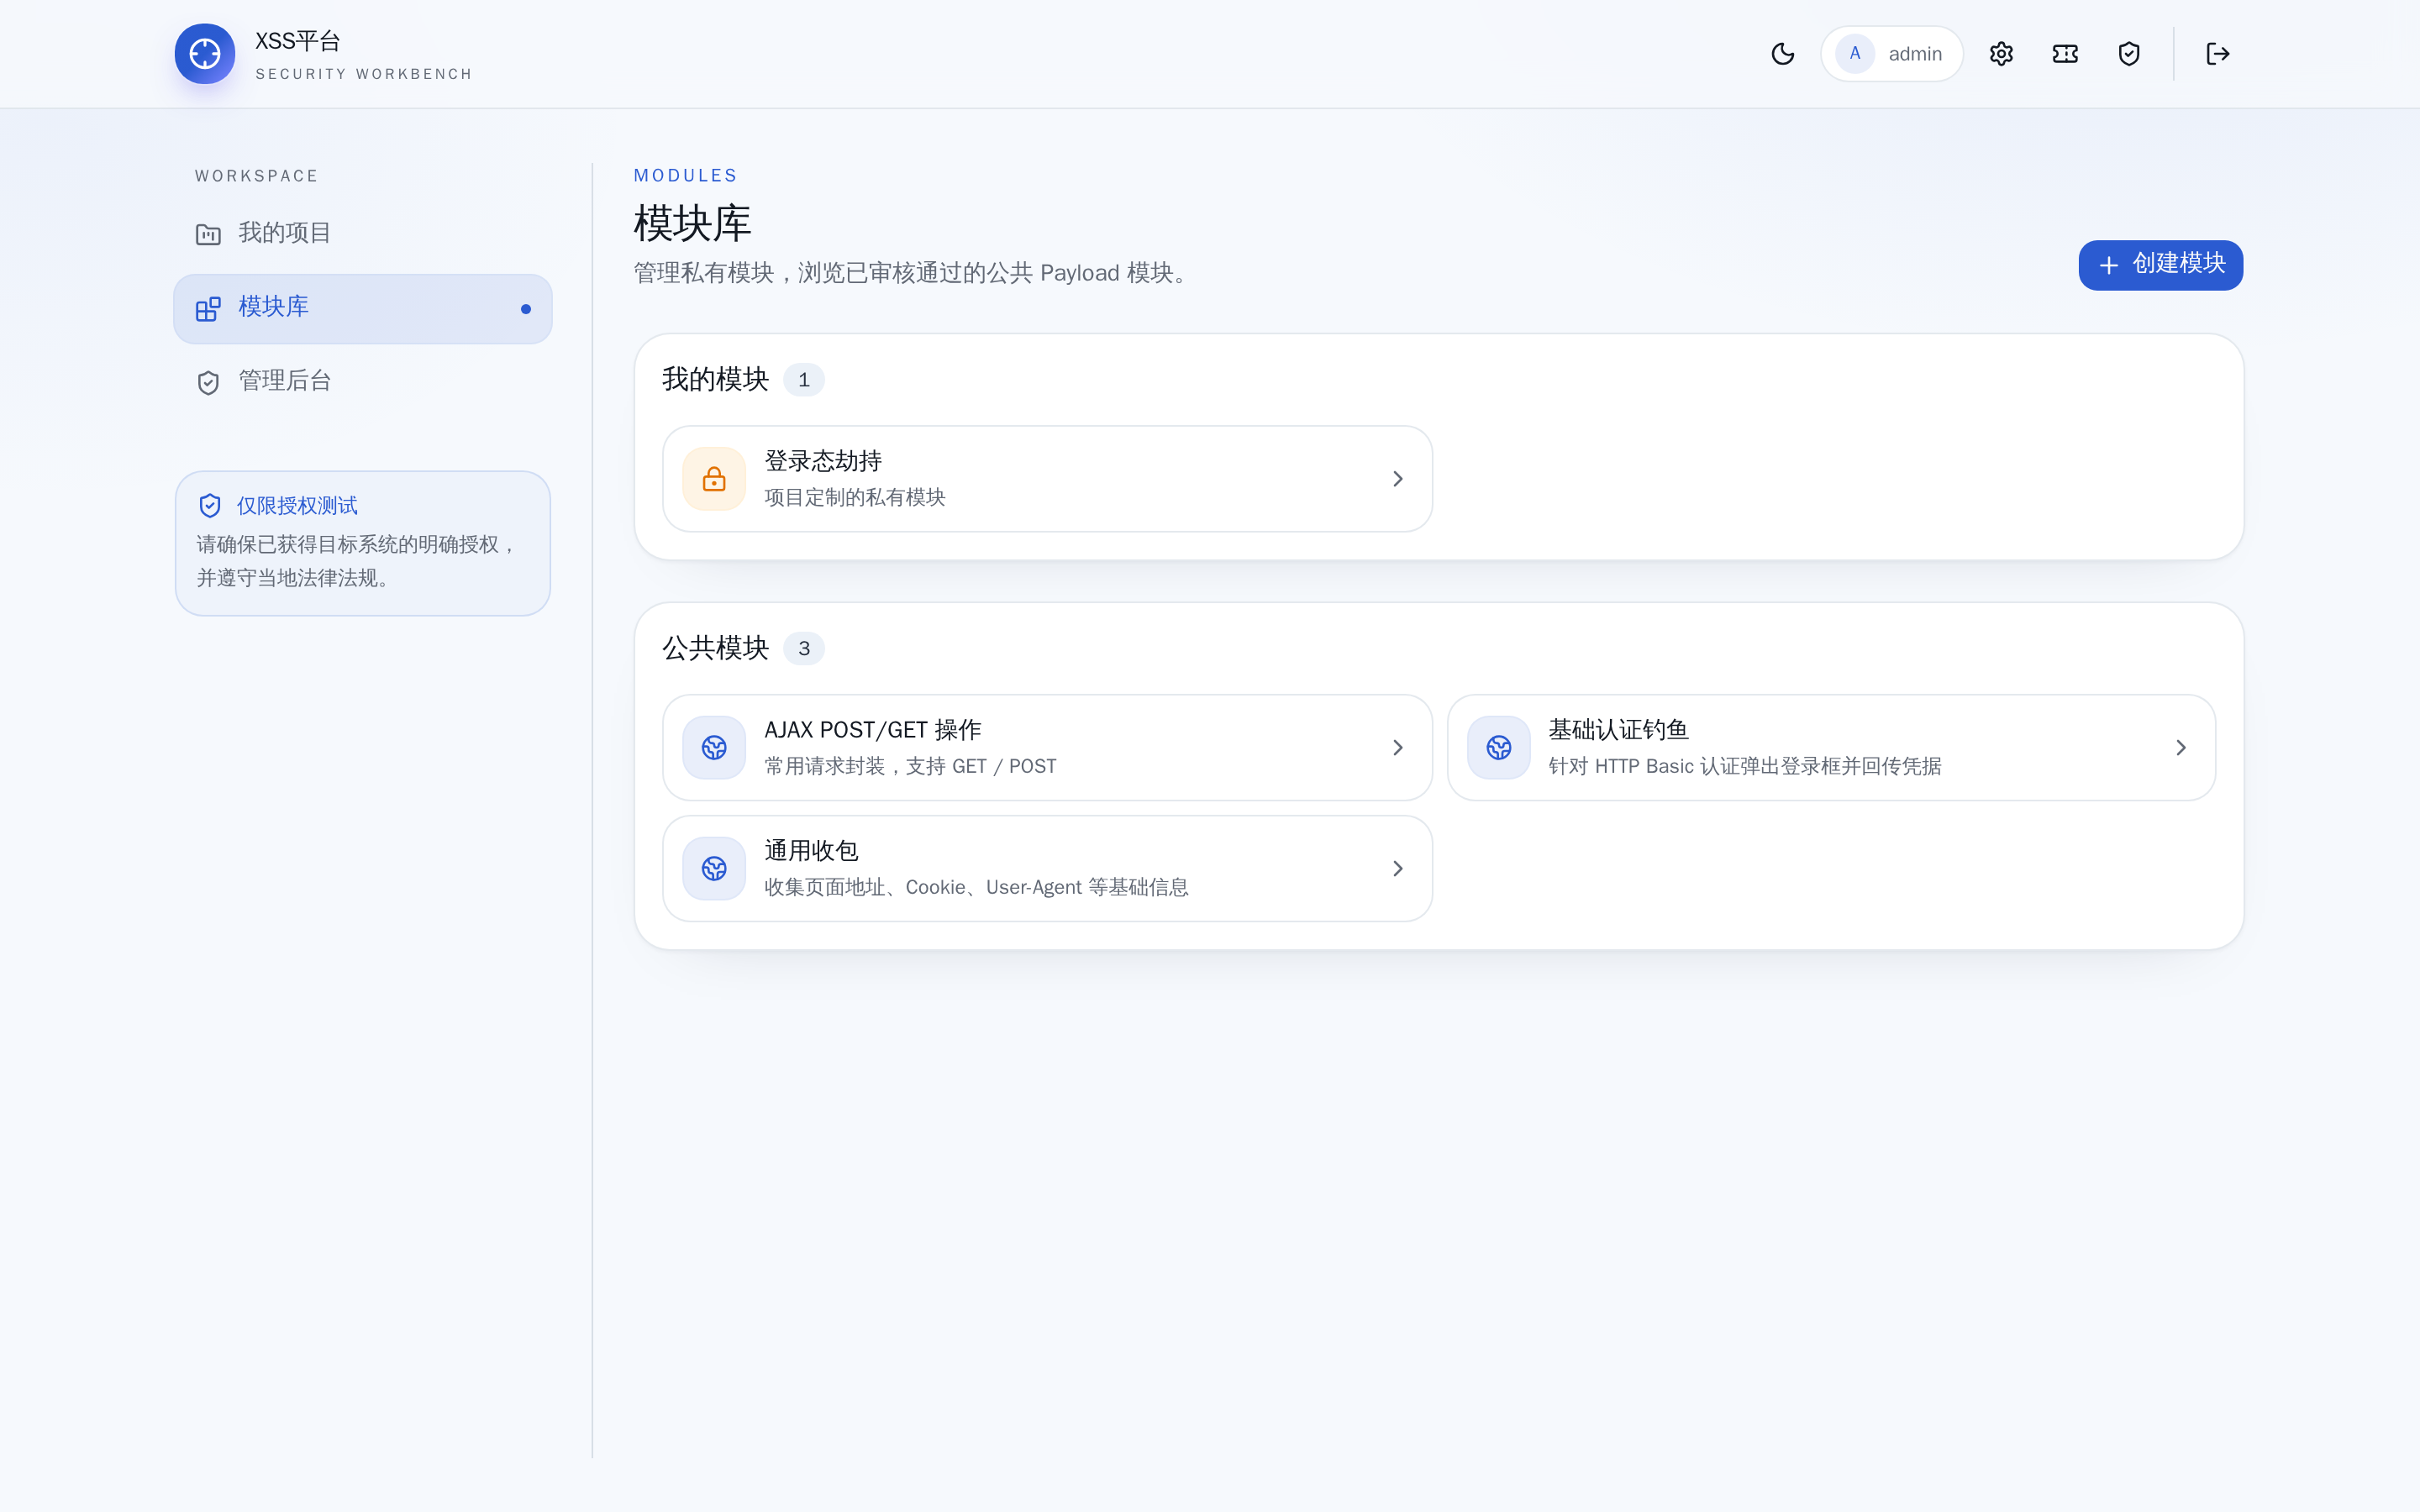 XSS平台
SECURITY WORKBENCH
A admin
WORKSPACE
我的项目
模块库
管理后台
仅限授权测试
请确保已获得目标系统的明确授权，
并遵守当地法律法规。
MODULES
模块库
管理私有模块，浏览已审核通过的公共 Payload 模块。
创建模块
我的模块 1
登录态劫持
项目定制的私有模块
公共模块 3
AJAX POST/GET 操作
常用请求封装，支持 GET / POST
基础认证钓鱼
针对 HTTP Basic 认证弹出登录框并回传凭据
通用收包
收集页面地址、Cookie、User-Agent 等基础信息